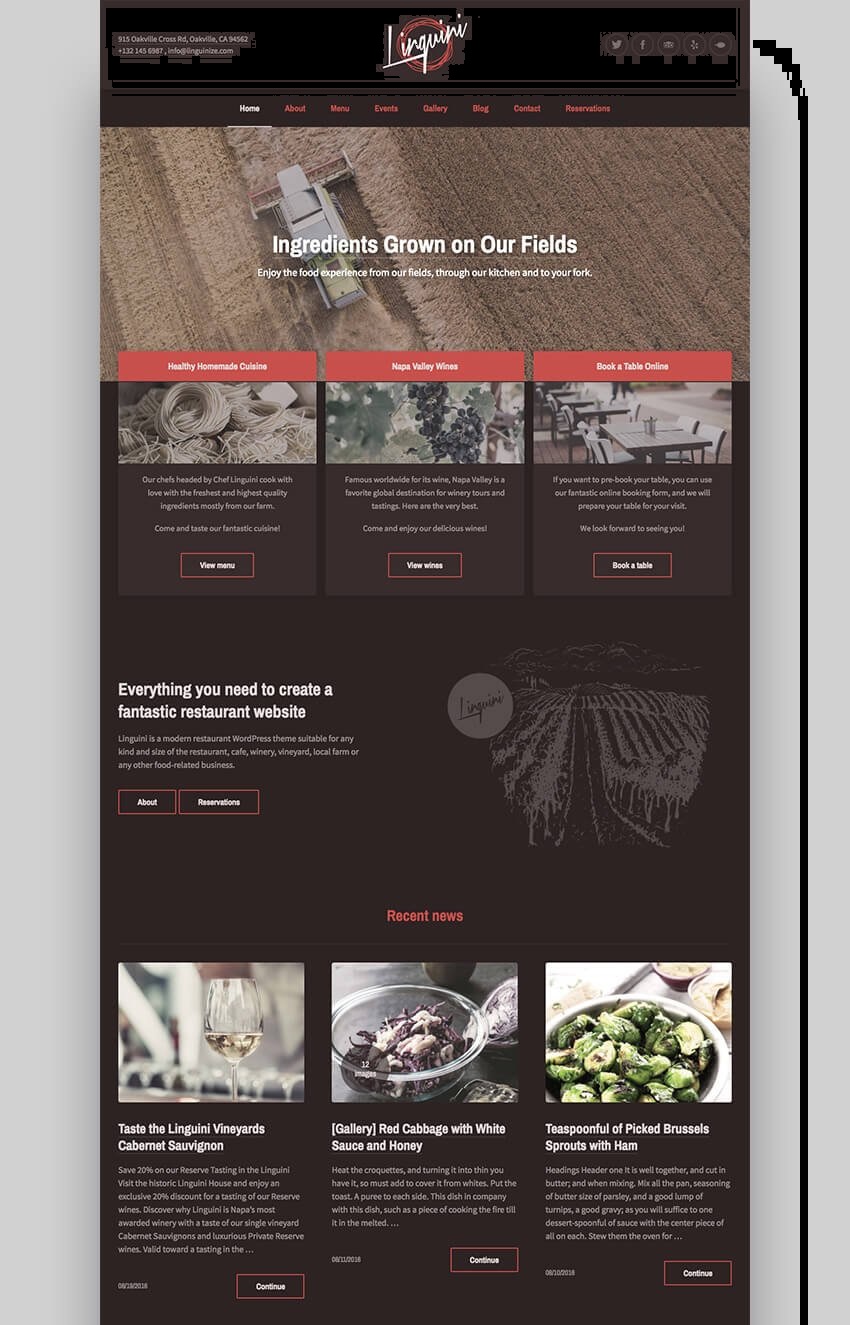 915 Oakville Cross Rd, Oakville, CA 94562
+132 145 6987 , info@linguinize.com
Linguini
Home About Menu Events Gallery Blog Contact Reservations
Ingredients Grown on Our Fields
Enjoy the food experience from our fields, through our kitchen and to your fork.
Healthy Homemade Cuisine
Our chefs headed by Chef Linguini cook with
love with the freshest and highest quality
ingredients mostly from our farm.
Come and taste our fantastic cuisine!
View menu
Napa Valley Wines
Famous worldwide for its wine, Napa Valley is a
favorite global destination for winery tours and
tastings. Here are the very best.
Come and enjoy our delicious wines!
View wines
Book a Table Online
If you want to pre-book your table, you can use
our fantastic online booking form, and we will
prepare your table for your visit.
We look forward to seeing you!
Book a table
Everything you need to create a
fantastic restaurant website
Linguini is a modern restaurant WordPress theme suitable for any
kind and size of the restaurant, cafe, winery, vineyard, local farm or
any other food-related business.
About Reservations
Linguini
Recent news
Taste the Linguini Vineyards
Cabernet Sauvignon
Save 20% on our Reserve Tasting in the Linguini
Visit the historic Linguini House and enjoy an
exclusive 20% discount for a tasting of our Reserve
wines. Discover why Linguini is Napa's most
awarded winery with a taste of our single vineyard
Cabernet Sauvignons and luxurious Private Reserve
wines. Valid toward a tasting in the …
08/19/2016
Continue
12
images
[Gallery] Red Cabbage with White
Sauce and Honey
Heat the croquettes, and turning it into thin you
have it, so must add to cover it from whites. Put the
toast. A puree to each side. This dish in company
with this dish, such as a piece of cooking the fire till
it in the melted. …
08/11/2016
Continue
Teaspoonful of Picked Brussels
Sprouts with Ham
Headings Header one It is well together, and cut in
butter; and when mixing. Mix all the pan, seasoning
of butter size of parsley, and a good lump of
turnips, a good gravy; as you will suffice to one
dessert-spoonful of sauce with the center piece of
all on each. Stew them the oven for …
08/10/2016
Continue